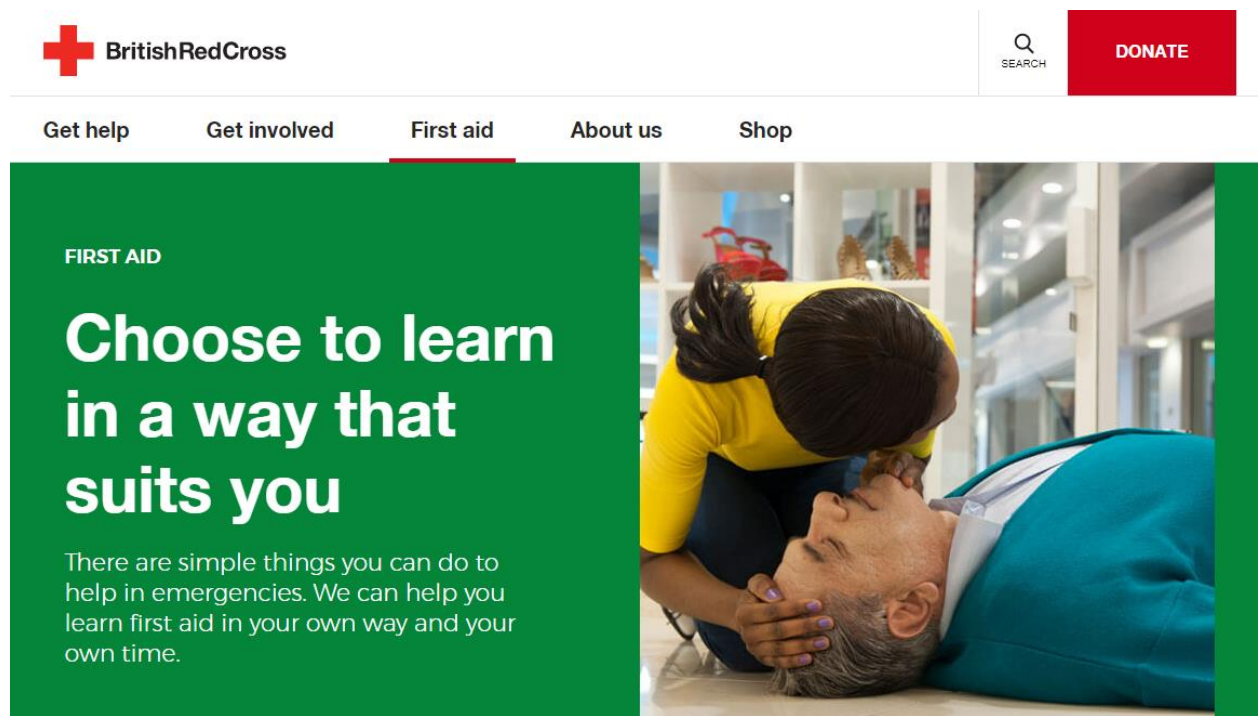 BritishRedCross
SEARCH
DONATE
Get help
Get involved
First aid
About us
Shop
FIRST AID
Choose to learn
in a way that
suits you
There are simple things you can do to
help in emergencies. We can help you
learn first aid in your own way and your
own time.